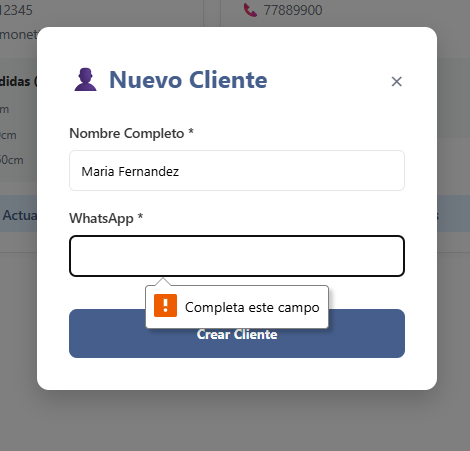 12345
77889900
Nuevo Cliente
×
Nombre Completo *
Maria Fernandez
WhatsApp *
Completa este campo
Crear Cliente